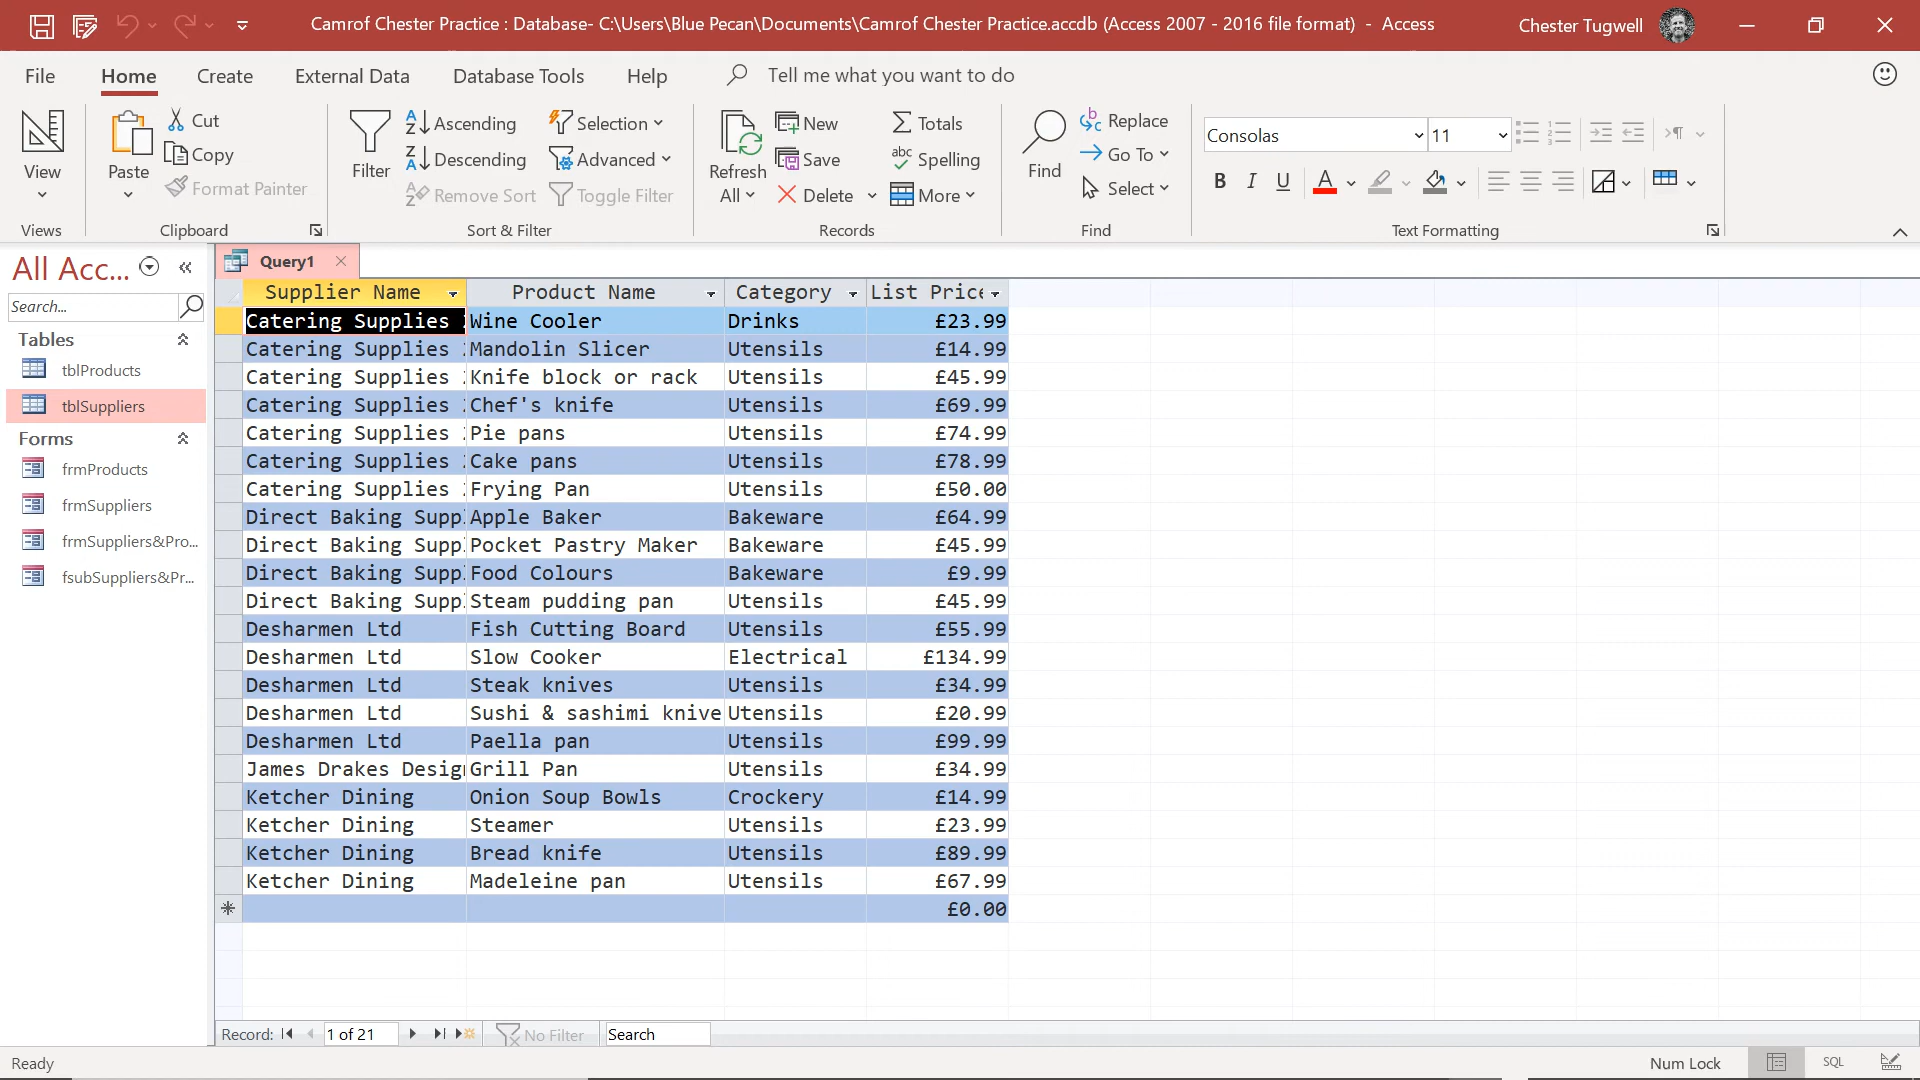 Camrof Chester Practice : Database- C:\Users\Blue Pecan\Documents\Camrof Chester Practice.accdb (Access 2007 - 2016 file format) - Access
Chester Tugwell
File Home Create External Data Database Tools Help Tell me what you want to do
View
Views
Paste
Cut
Copy
Format Painter
Clipboard
Filter
Ascending
Descending
Remove Sort
Selection
Advanced
Toggle Filter
Sort & Filter
Refresh
All
New
Save
Delete
Totals
Spelling
More
Records
Find
Replace
Go To
Select
Find
Consolas 11
B I U A
Text Formatting
All Acc...
Search...
Tables
tblProducts
tblSuppliers
Forms
frmProducts
frmSuppliers
frmSuppliers&Pro...
fsubSuppliers&Pr...
Query1
Supplier Name Product Name Category List Price
Catering Supplies Wine Cooler Drinks £23.99
Catering Supplies Mandolin Slicer Utensils £14.99
Catering Supplies Knife block or rack Utensils £45.99
Catering Supplies Chef's knife Utensils £69.99
Catering Supplies Pie pans Utensils £74.99
Catering Supplies Cake pans Utensils £78.99
Catering Supplies Frying Pan Utensils £50.00
Direct Baking Supp Apple Baker Bakeware £64.99
Direct Baking Supp Pocket Pastry Maker Bakeware £45.99
Direct Baking Supp Food Colours Bakeware £9.99
Direct Baking Supp Steam pudding pan Utensils £45.99
Desharmen Ltd Fish Cutting Board Utensils £55.99
Desharmen Ltd Slow Cooker Electrical £134.99
Desharmen Ltd Steak knives Utensils £34.99
Desharmen Ltd Sushi & sashimi knive Utensils £20.99
Desharmen Ltd Paella pan Utensils £99.99
James Drakes Desig Grill Pan Utensils £34.99
Ketcher Dining Onion Soup Bowls Crockery £14.99
Ketcher Dining Steamer Utensils £23.99
Ketcher Dining Bread knife Utensils £89.99
Ketcher Dining Madeleine pan Utensils £67.99
£0.00
Record: 1 of 21 No Filter Search
Ready Num Lock SQL